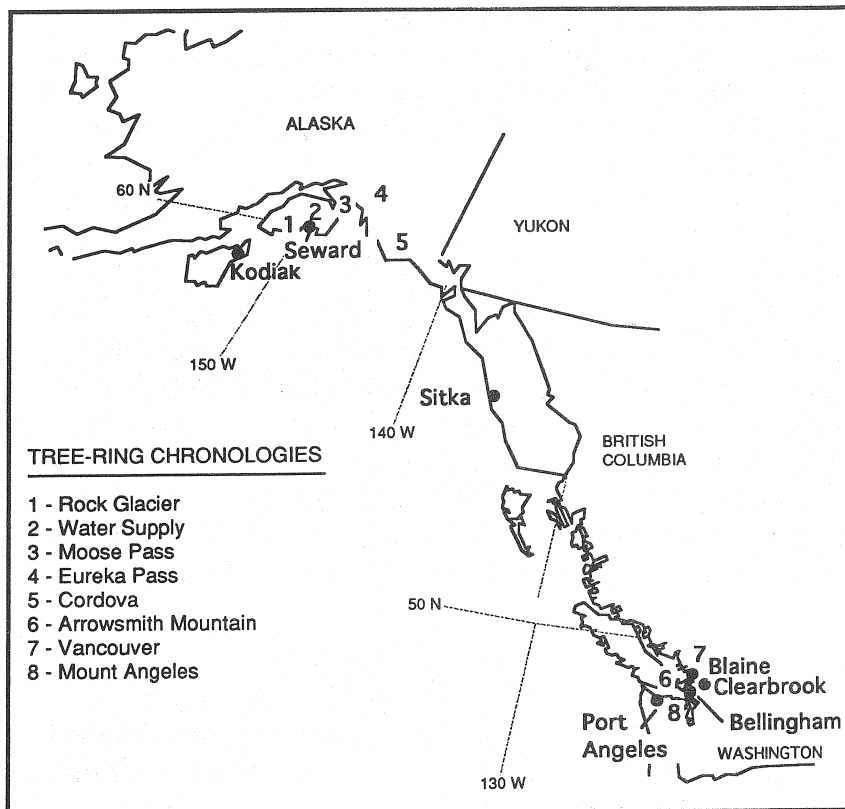 ALASKA
60 N
1
2
3
4
5
Seward
Kodiak
YUKON
150 W
Sitka
140 W
BRITISH
COLUMBIA
TREE-RING CHRONOLOGIES
1 - Rock Glacier
2 - Water Supply
3 - Moose Pass
4 - Eureka Pass
5 - Cordova
6 - Arrowsmith Mountain
7 - Vancouver
8 - Mount Angeles
50 N
7
Blaine
6
Clearbrook
8
Port
Angeles
Bellingham
WASHINGTON
130 W